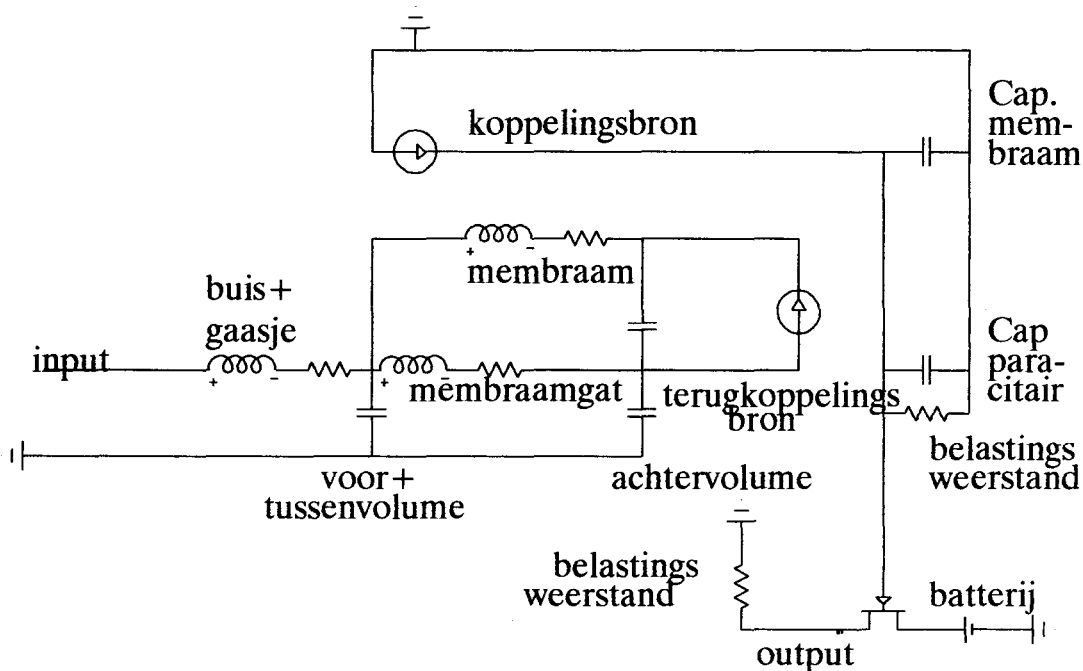 koppelingsbron
Cap.
mem-
braam
membraam
buis+
gaasje
input
+ -
membraamgat
terugkoppelings
bron
Cap
para-
citair
belastings
weerstand
voor+
tussenvolume
achtervolume
belastings
weerstand
batterij
output